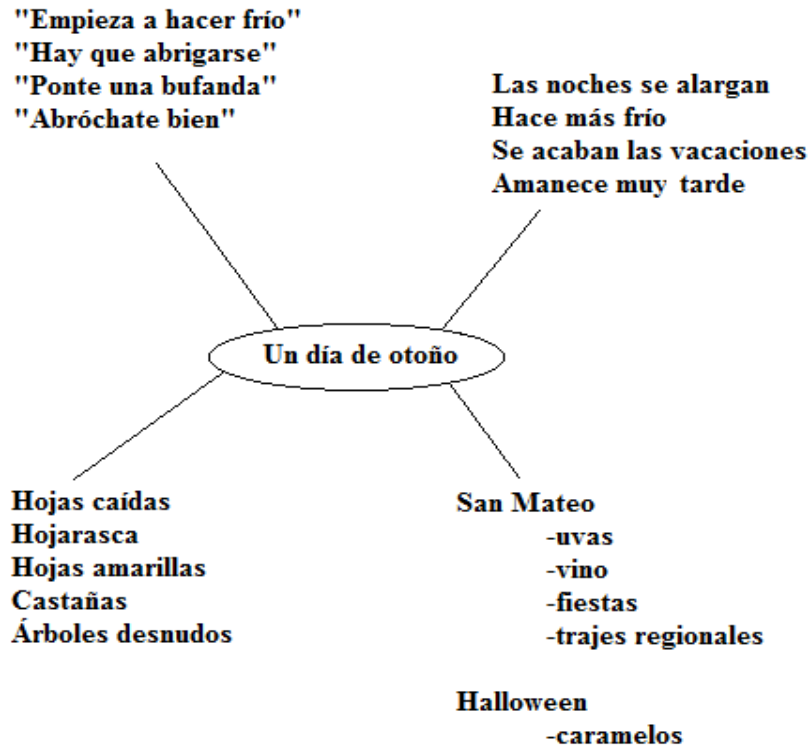 "Empieza a hacer frío"
"Hay que abrigarse"
"Ponte una bufanda"
"Abróchate bien"
Las noches se alargan
Hace más frío
Se acaban las vacaciones
Amanece muy tarde
Un día de otoño
Hojas caídas
Hojarasca
Hojas amarillas
Castañas
Árboles desnudos
San Mateo
-uvas
-vino
-fiestas
-trajes regionales
Halloween
-caramelos